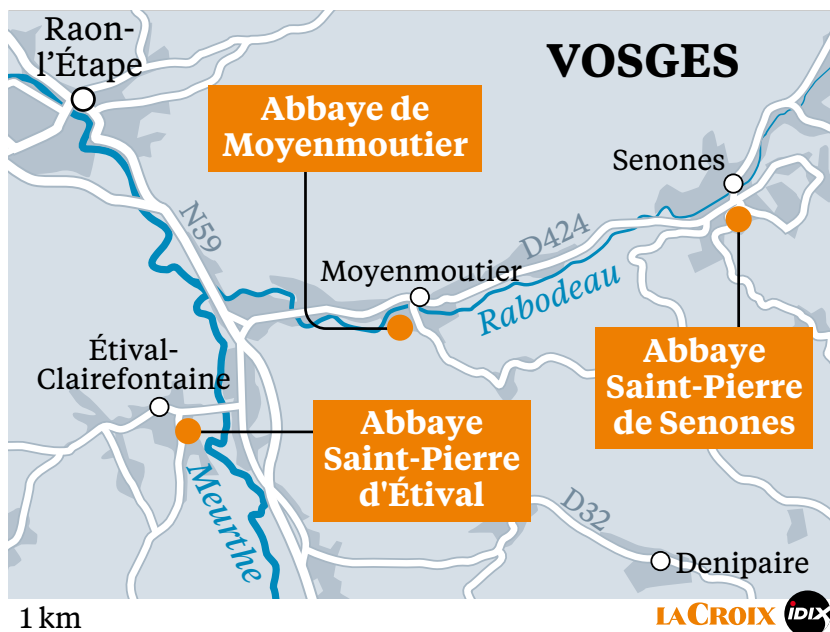 Raon-
l'Étape
VOSGES
Abbaye de
Moyenmoutier
Senones
N59
D424
Moyenmoutier
Rabodeau
Étival-
Clairefontaine
Abbaye
Saint-Pierre
de Senones
Abbaye
Saint-Pierre
d'Étival
Meurthe
D32
Denipaire
1 km
LA CROIX
iDIX